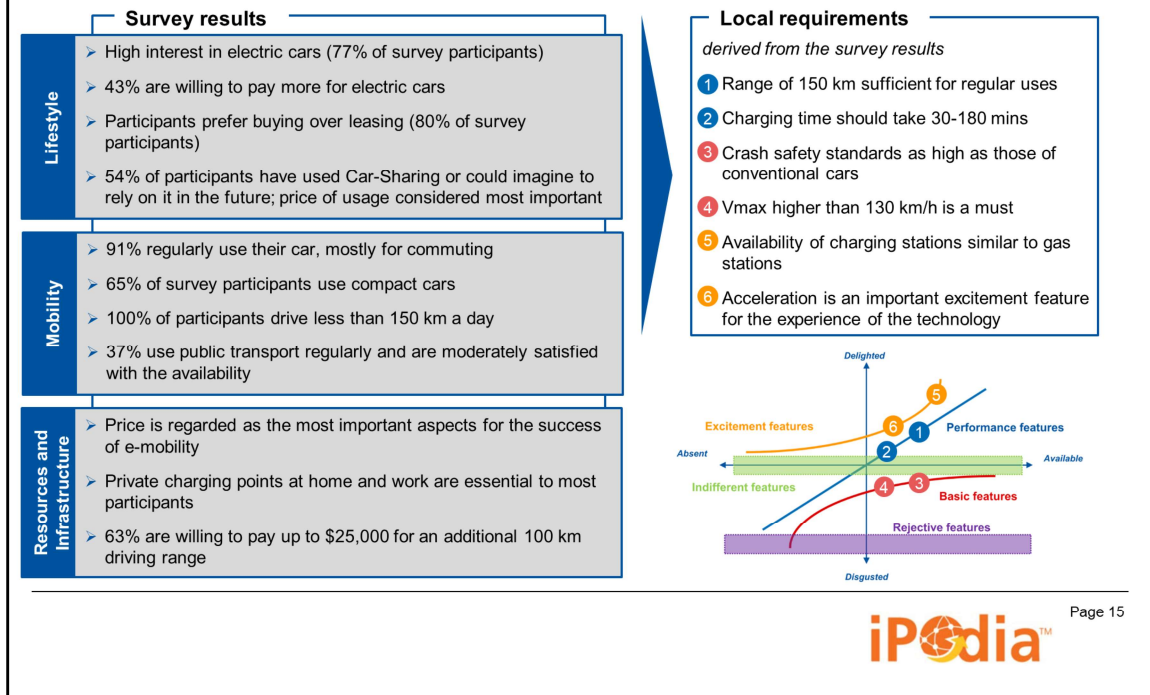 Survey results
Lifestyle
High interest in electric cars (77% of survey participants)
43% are willing to pay more for electric cars
Participants prefer buying over leasing (80% of survey
participants)
54% of participants have used Car-Sharing or could imagine to
rely on it in the future; price of usage considered most important
Mobility
91% regularly use their car, mostly for commuting
65% of survey participants use compact cars
100% of participants drive less than 150 km a day
37% use public transport regularly and are moderately satisfied
with the availability
Resources and
Infrastructure
Price is regarded as the most important aspects for the success
of e-mobility
Private charging points at home and work are essential to most
participants
63% are willing to pay up to $25,000 for an additional 100 km
driving range
Local requirements
derived from the survey results
1 Range of 150 km sufficient for regular uses
2 Charging time should take 30-180 mins
3 Crash safety standards as high as those of
conventional cars
4 Vmax higher than 130 km/h is a must
5 Availability of charging stations similar to gas
stations
6 Acceleration is an important excitement feature
for the experience of the technology
Delighted
5
Excitement features
6
1
Performance features
2
Absent
Available
Indifferent features
4
3
Basic features
Rejective features
Disgusted
Page 15
iPodia™